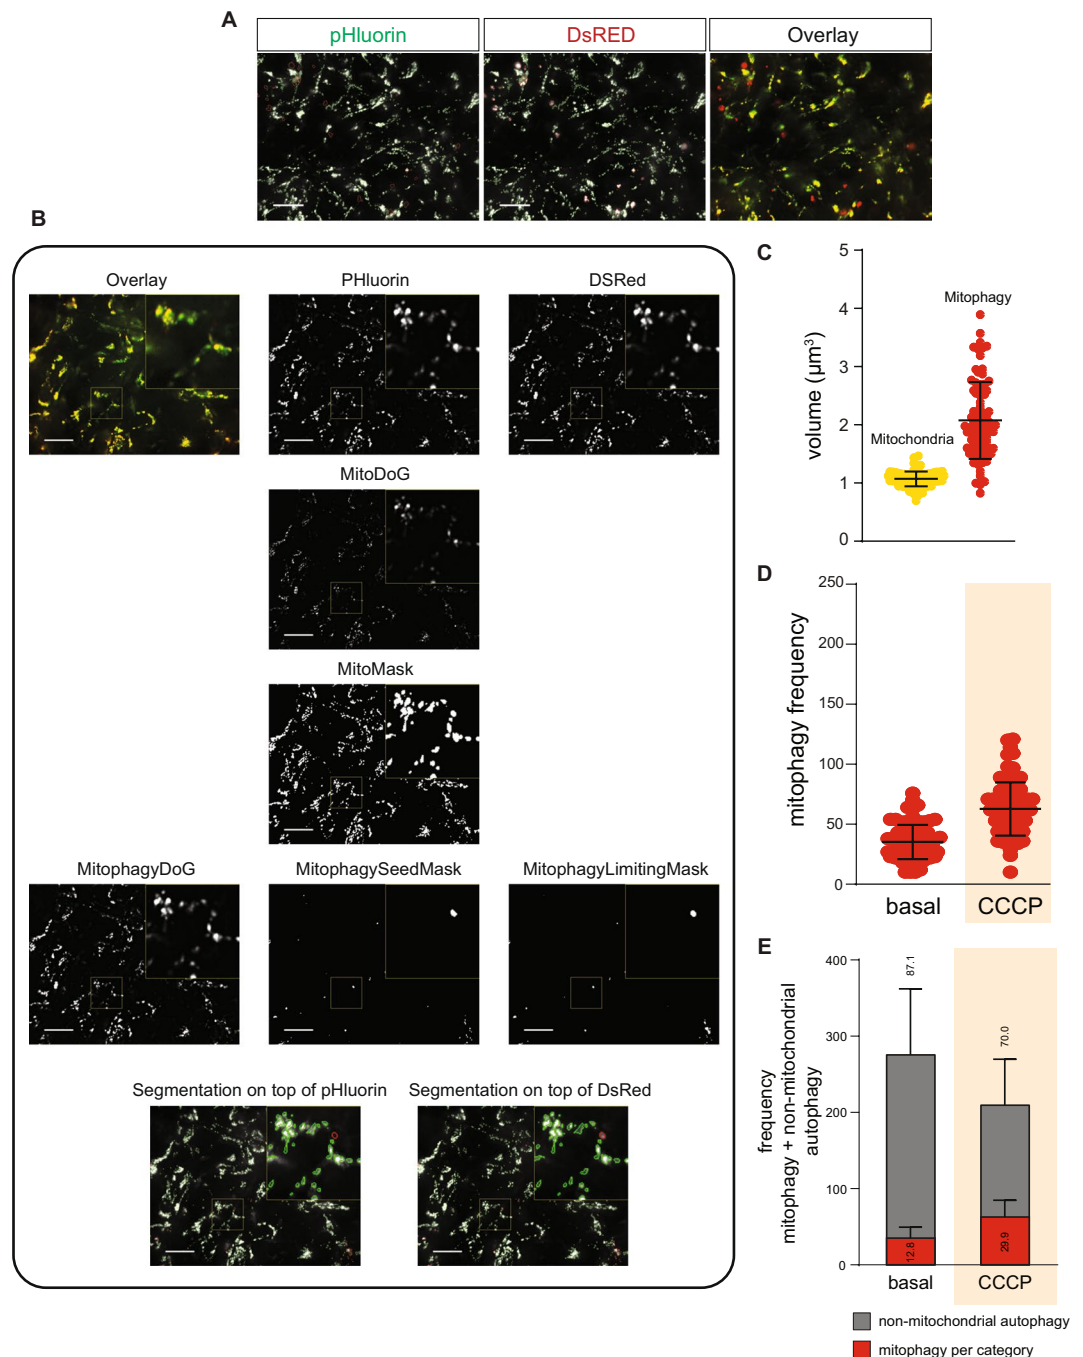 A
pHluorin
DsRED
Overlay
B
Overlay
PHluorin
DSRed
MitoDoG
MitoMask
MitophagyDoG
MitophagySeedMask
MitophagyLimitingMask
Segmentation on top of pHluorin
Segmentation on top of DsRed
C
volume (µm³)
5
4
3
2
1
0
Mitochondria
Mitophagy
D
mitophagy frequency
250
200
150
100
50
0
basal
CCCP
E
frequency
mitophagy + non-mitochondrial
autophagy
400
300
200
100
0
87.1
12.8
70.0
29.9
basal
CCCP
non-mitochondrial autophagy
mitophagy per category